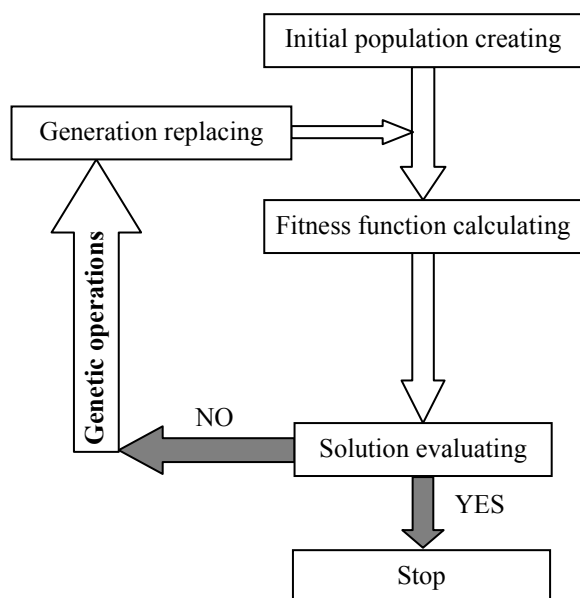 Initial population creating
Generation replacing
Fitness function calculating
Genetic operations
NO
Solution evaluating
YES
Stop